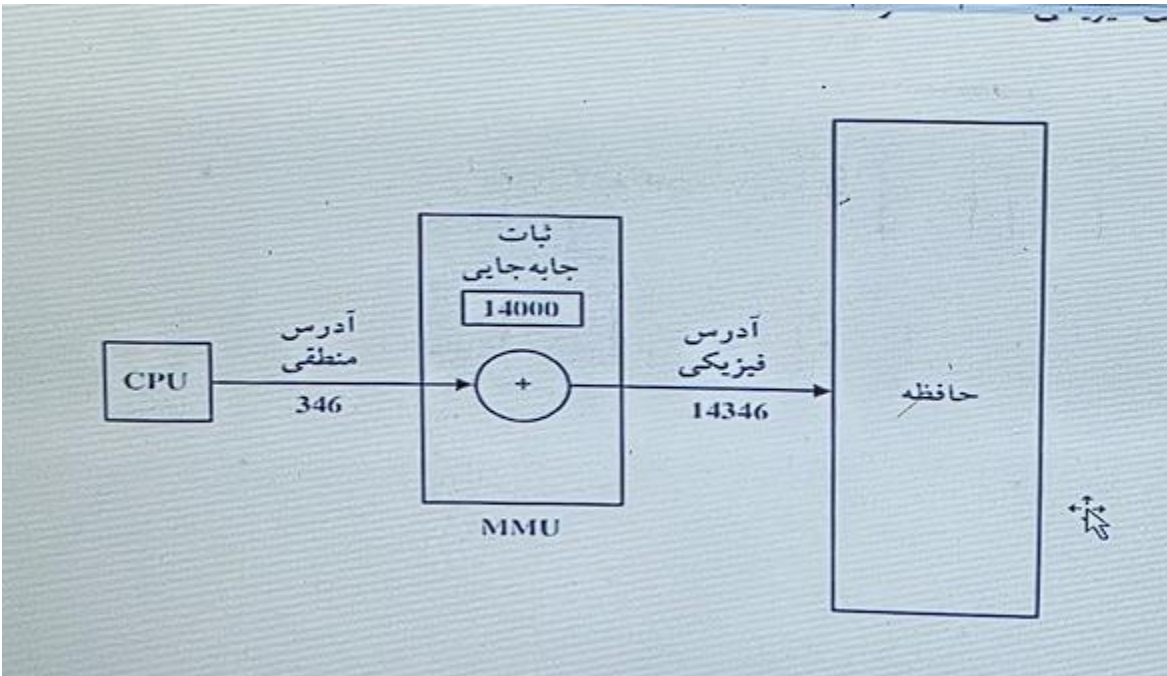 ثبات
جابه‌جایی
14000
آدرس
منطقی
346
CPU
+
آدرس
فیزیکی
14346
حافظه
MMU